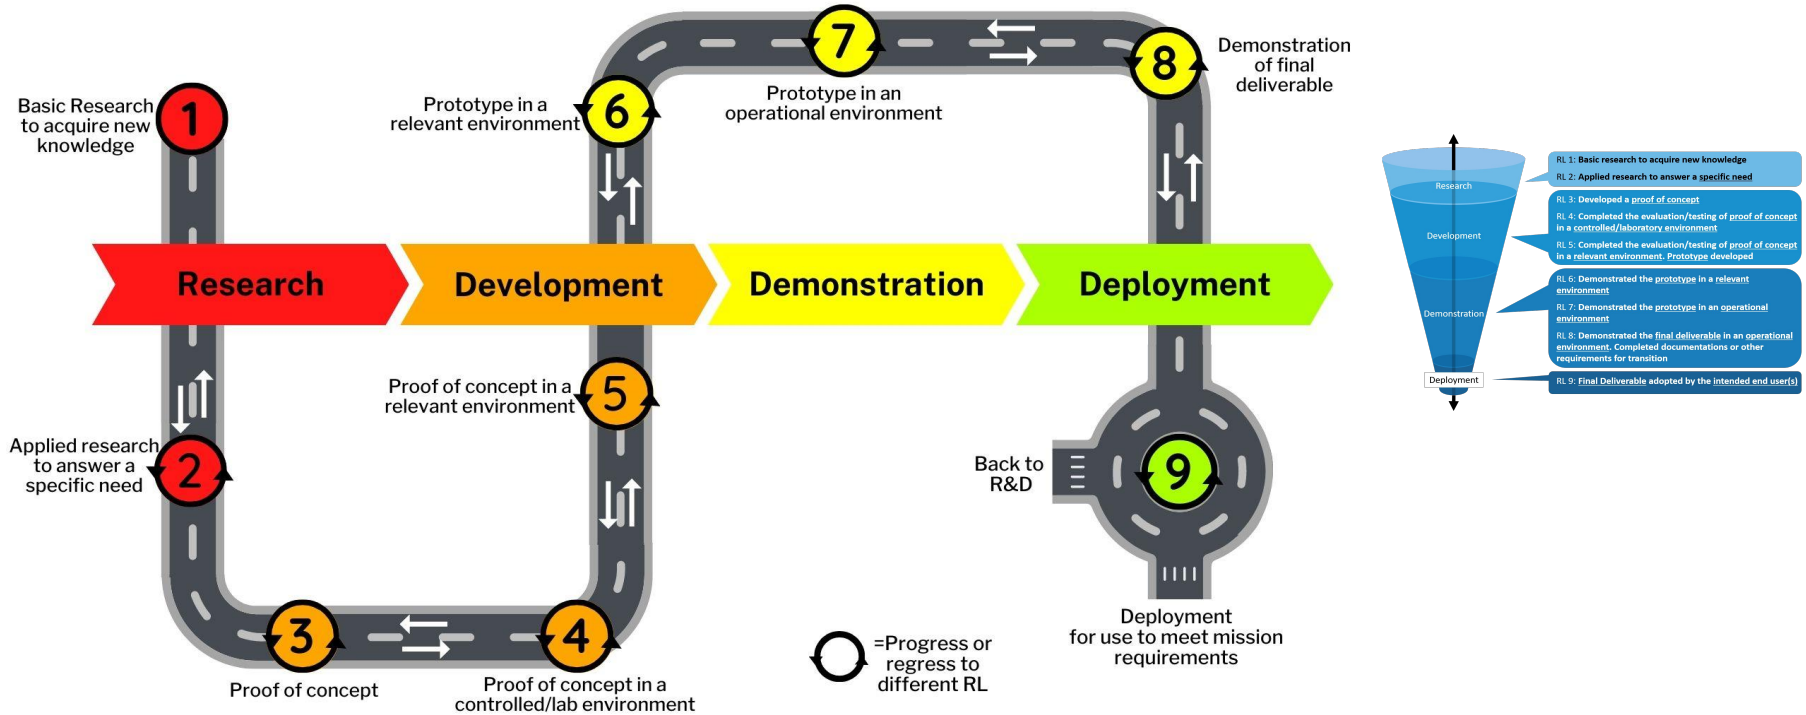 1
Basic Research
to acquire new
knowledge
Research
Development
Demonstration
Deployment
2
Applied research
to answer a
specific need
3
Proof of concept
4
Proof of concept in a
controlled/lab environment
5
Proof of concept in a
relevant environment
6
Prototype in a
relevant environment
7
Prototype in an
operational environment
8
Demonstration
of final
deliverable
9
Back to
R&D
Deployment
for use to meet mission
requirements
=Progress or
regress to
different RL
Research
Development
Demonstration
Deployment
RL 1: Basic research to acquire new knowledge
RL 2: Applied research to answer a specific need
RL 3: Developed a proof of concept
RL 4: Completed the evaluation/testing of proof of concept
in a controlled/laboratory environment
RL 5: Completed the evaluation/testing of proof of concept
in a relevant environment. Prototype developed
RL 6: Demonstrated the prototype in a relevant
environment
RL 7: Demonstrated the prototype in an operational
environment
RL 8: Demonstrated the final deliverable in an operational
environment. Completed documentations or other
requirements for transition
RL 9: Final Deliverable adopted by the intended end user(s)